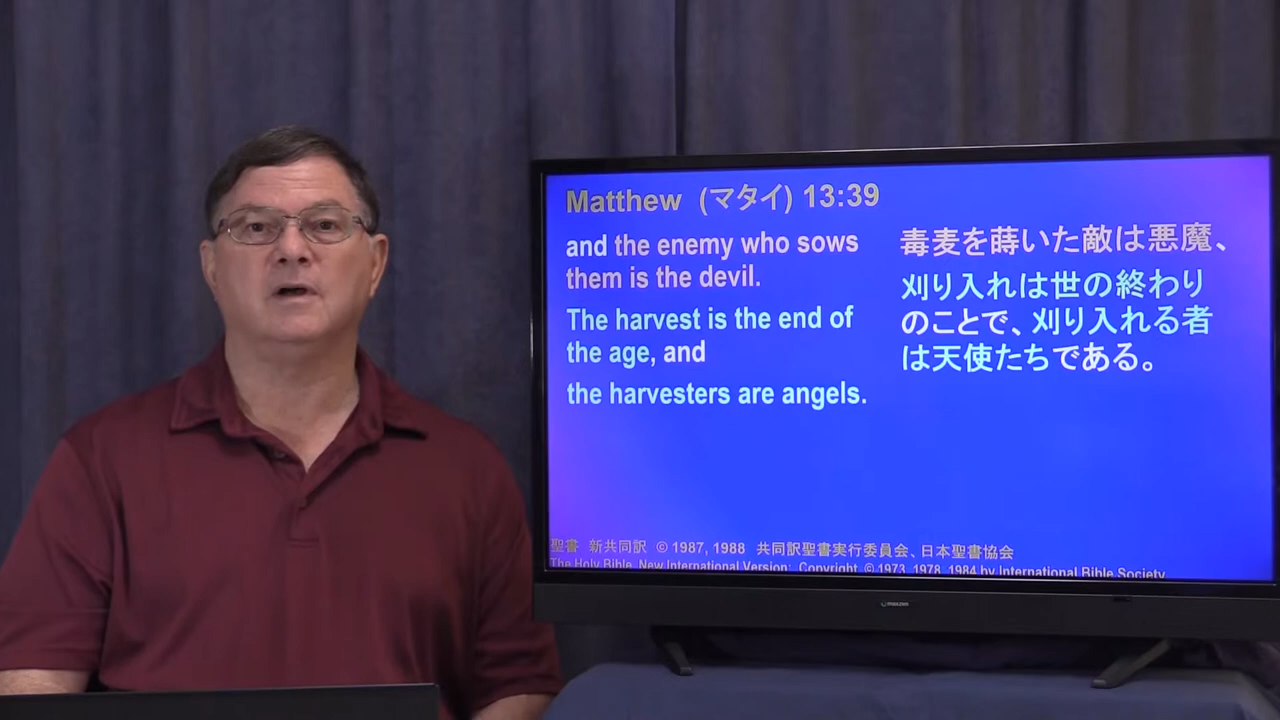 Matthew (マタイ) 13:39
and the enemy who sows
them is the devil.
The harvest is the end of
the age, and
the harvesters are angels.
毒麦を蒔いた敵は悪魔、
刈り入れは世の終わり
のことで、刈り入れる者
は天使たちである。
聖書 新共同訳 © 1987, 1988 共同訳聖書実行委員会、日本聖書協会
The Holy Bible, New International Version; Copyright, © 1973, 1978, 1984 by International Bible Society